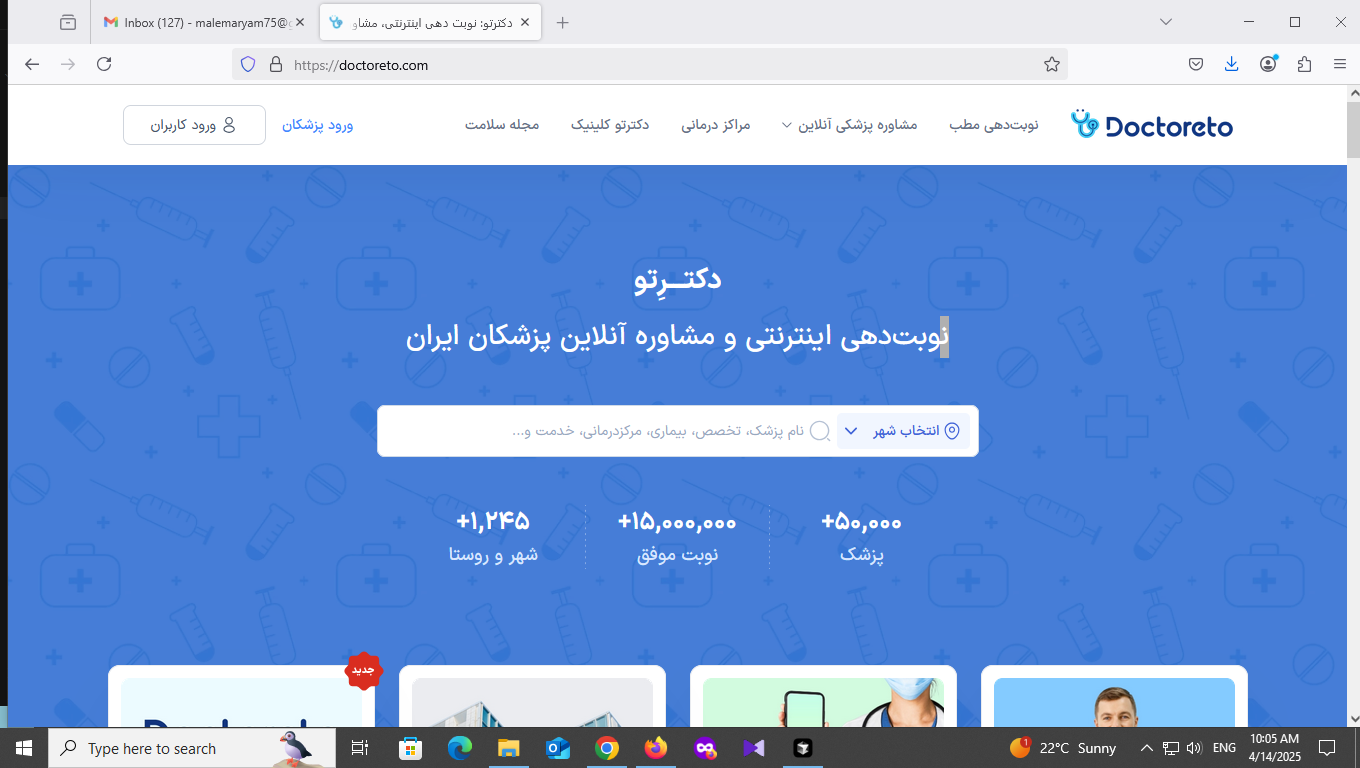 Inbox (127) - malemaryam75@
دکترتو: نوبت دهی اینترنتی، مشاو
https://doctoreto.com
Doctoreto
نوبت‌دهی مطب
مشاوره پزشکی آنلاین
مراکز درمانی
دکترتو کلینیک
مجله سلامت
ورود پزشکان
ورود کاربران
دکتــرِتو
نوبت‌دهی اینترنتی و مشاوره آنلاین پزشکان ایران
انتخاب شهر
نام پزشک، تخصص، بیماری، مرکزدرمانی، خدمت و...
+۵۰,۰۰۰
پزشک
+۱۵,۰۰۰,۰۰۰
نوبت موفق
+۱,۲۴۵
شهر و روستا
جدید
Type here to search
1
22°C Sunny
ENG
10:05 AM
4/14/2025